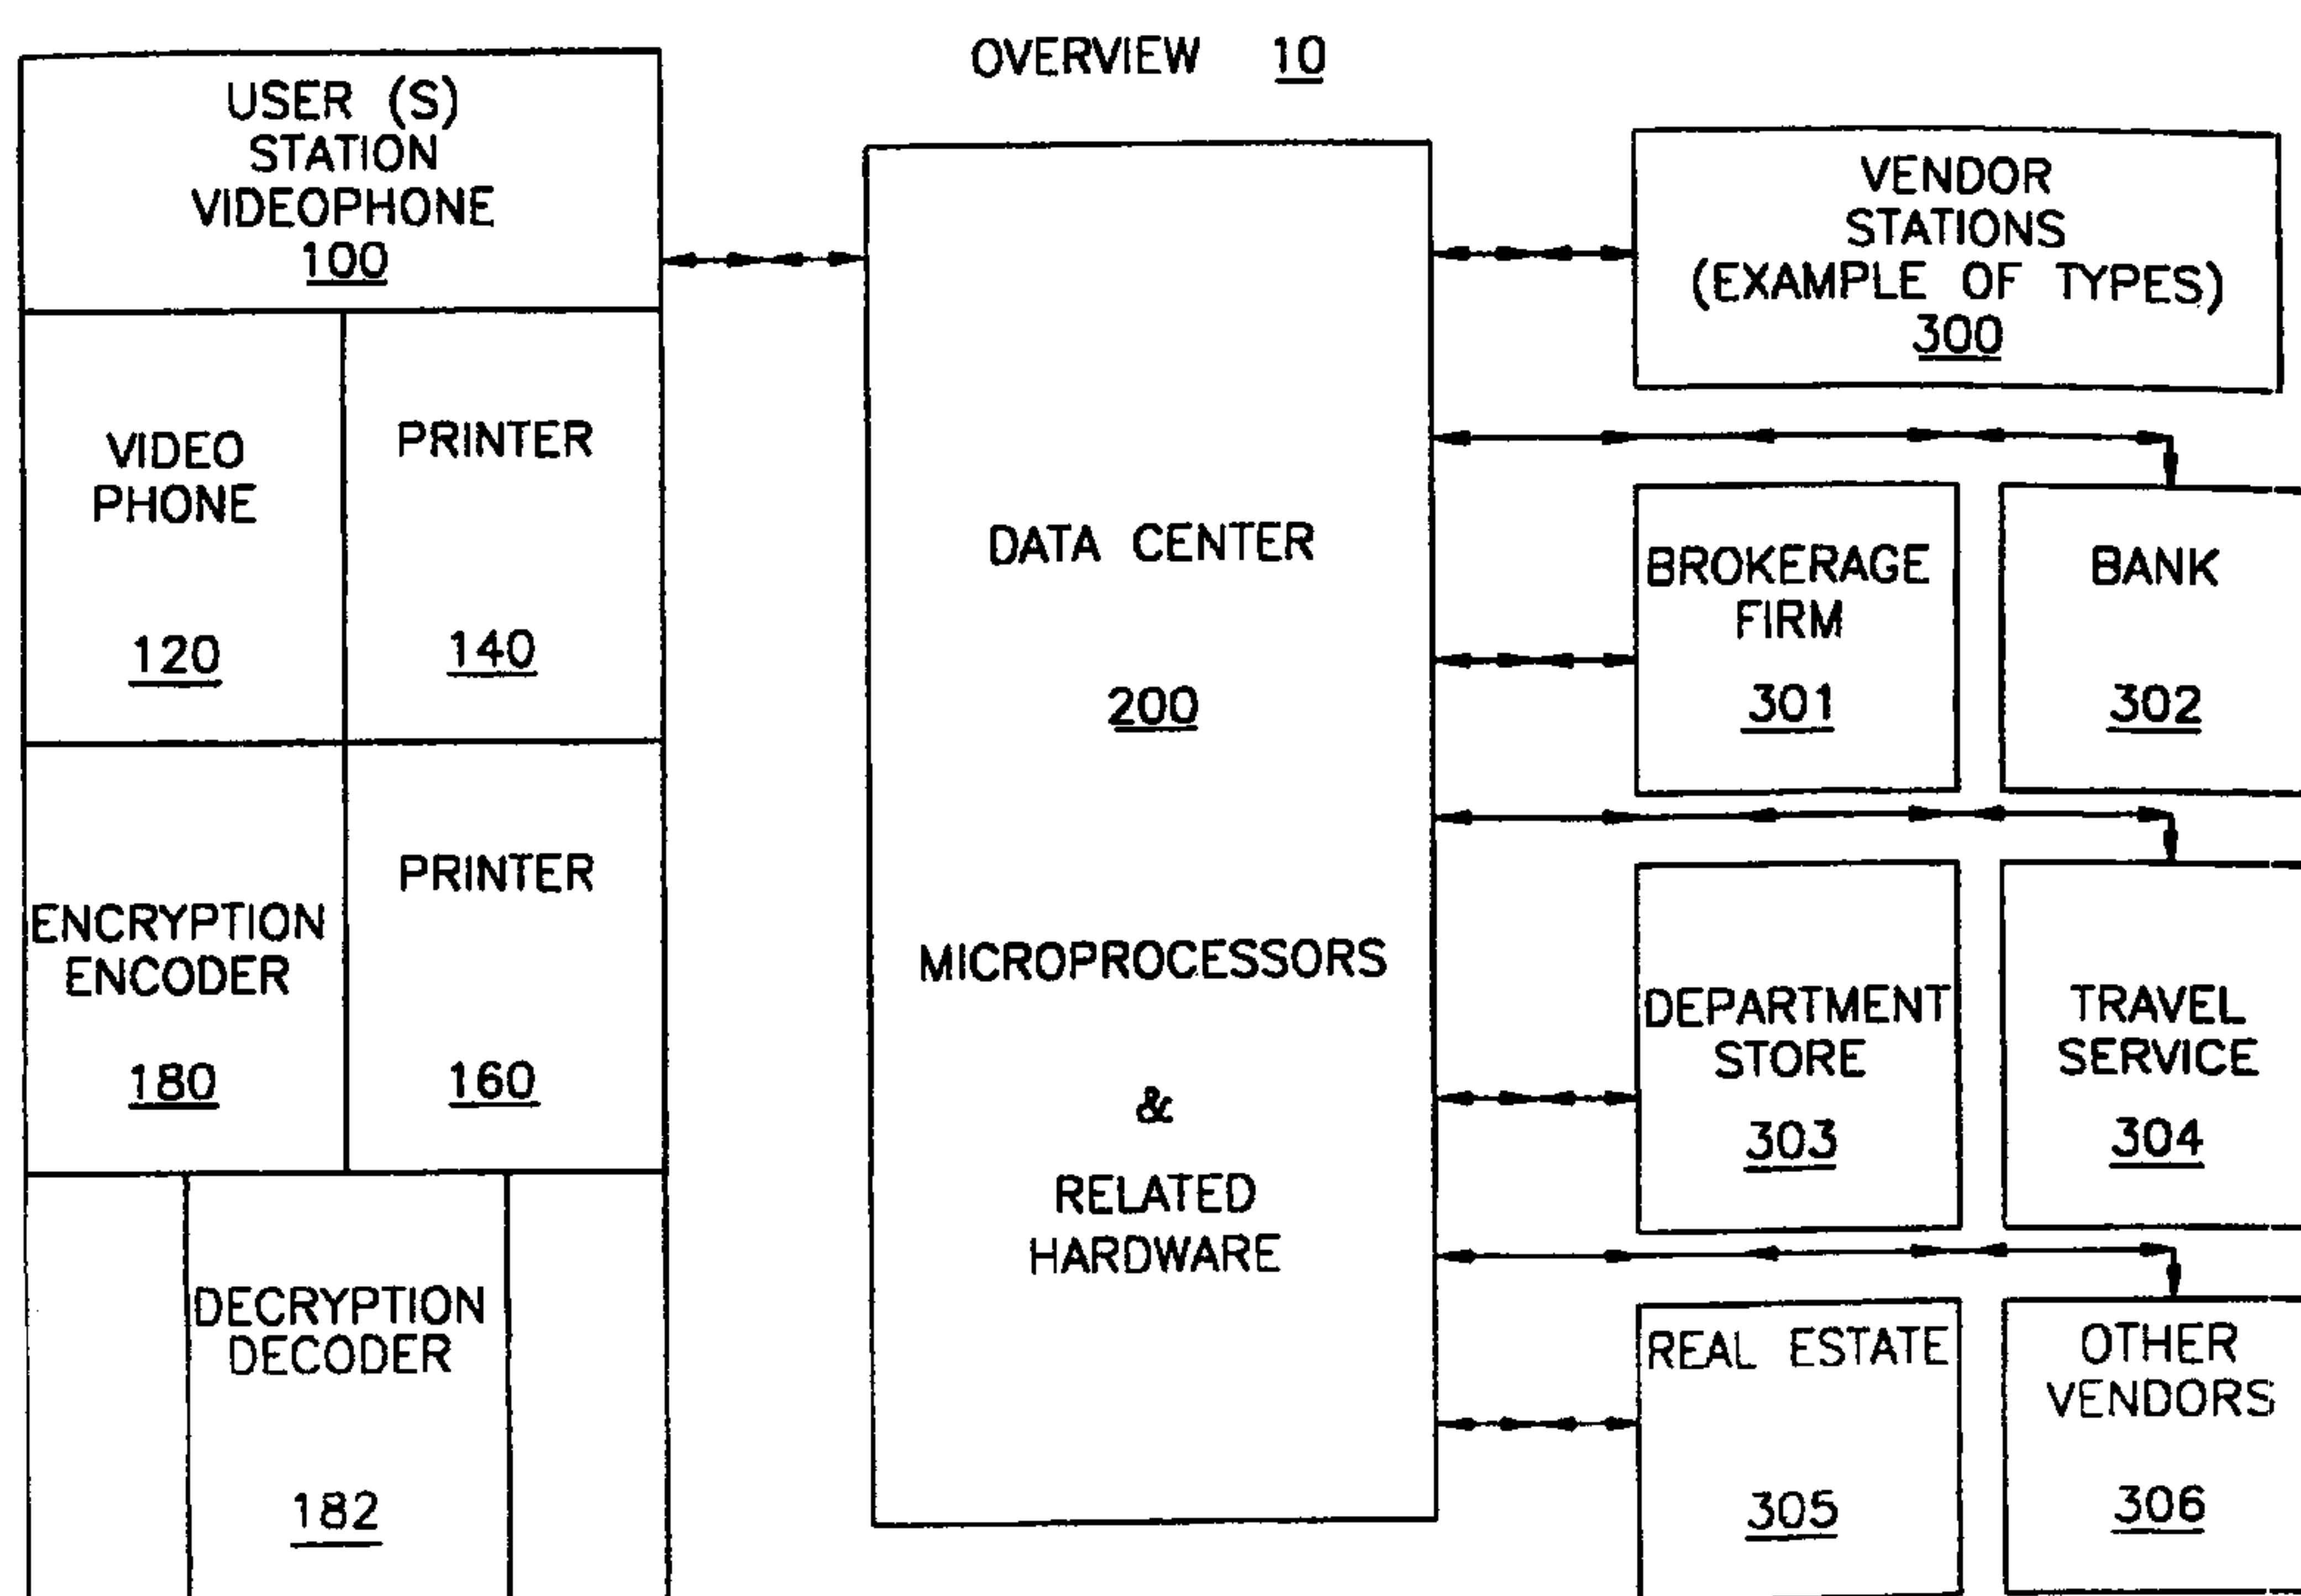 OVERVIEW 10
USER (S)
STATION
VIDEOPHONE
100
VIDEO
PHONE
120
PRINTER
140
ENCRYPTION
ENCODER
180
PRINTER
160
DECRYPTION
DECODER
182
DATA CENTER
200
MICROPROCESSORS
&
RELATED
HARDWARE
VENDOR
STATIONS
(EXAMPLE OF TYPES)
300
BROKERAGE
FIRM
301
BANK
302
DEPARTMENT
STORE
303
TRAVEL
SERVICE
304
REAL ESTATE
305
OTHER
VENDORS
306